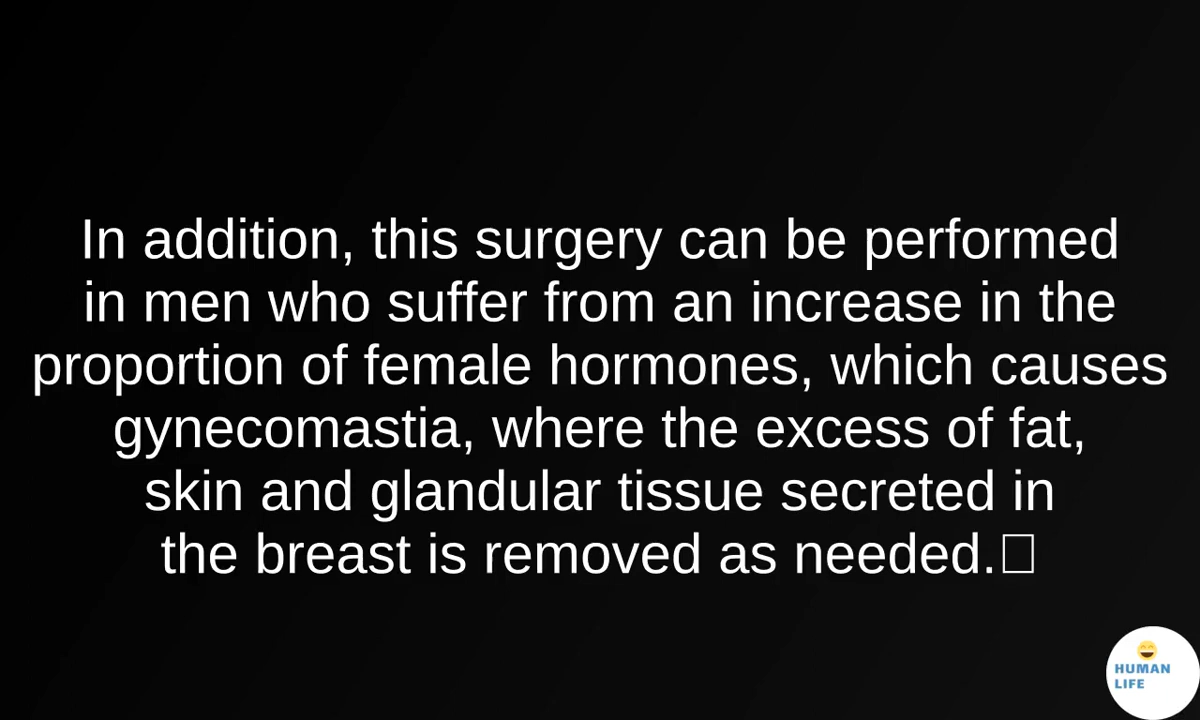 In addition, this surgery can be performed
in men who suffer from an increase in the
proportion of female hormones, which causes
gynecomastia, where the excess of fat,
skin and glandular tissue secreted in
the breast is removed as needed.
HUMAN
LIFE